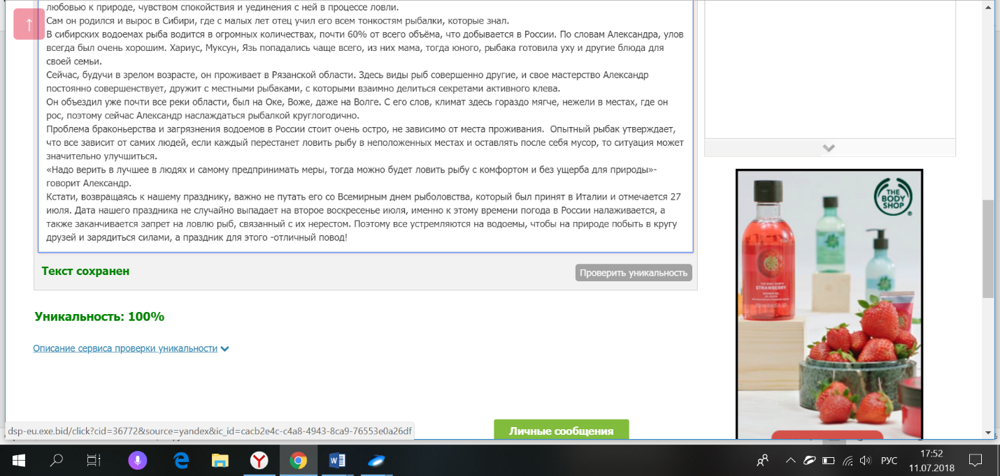 любовью к природе, чувством спокойствия и уединения с ней в процессе ловли.
Сам он родился и вырос в Сибири, где с малых лет отец учил его всем тонкостям рыбалки, которые знал.
В сибирских водоемах рыба водится в огромных количествах, почти 60% от всего объёма, что добывается в России. По словам Александра, улов
всегда был очень хорошим. Хариус, Муксун, Язь попадались чаще всего, из них мама, тогда юного, рыбака готовила уху и другие блюда для
своей семьи.
Сейчас, будучи в зрелом возрасте, он проживает в Рязанской области. Здесь виды рыб совершенно другие, и свое мастерство Александр
постоянно совершенствует, дружит с местными рыбаками, с которыми взаимно делиться секретами активного клева.
Он объездил уже почти все реки области, был на Оке, Воже, даже на Волге. С его слов, климат здесь гораздо мягче, нежели в местах, где он
рос, поэтому сейчас Александр наслаждаться рыбалкой круглогодично.
Проблема браконьерства и загрязнения водоемов в России стоит очень остро, не зависимо от места проживания.  Опытный рыбак утверждает,
что все зависит от самих людей, если каждый перестанет ловить рыбу в неположенных местах и оставлять после себя мусор, то ситуация может
значительно улучшиться.
«Надо верить в лучшее в людях и самому предпринимать меры, тогда можно будет ловить рыбу с комфортом и без ущерба для природы»-
говорит Александр.
Кстати, возвращаясь к нашему празднику, важно не путать его со Всемирным днем рыболовства, который был принят в Италии и отмечается 27
июля. Дата нашего праздника не случайно выпадает на второе воскресенье июля, именно к этому времени погода в России налаживается, а
также заканчивается запрет на ловлю рыб, связанный с их нерестом. Поэтому все устремляются на водоемы, чтобы на природе побыть в кругу
друзей и зарядиться силами, а праздник для этого -отличный повод!
Текст сохранен
Проверить уникальность
Уникальность: 100%
Описание сервиса проверки уникальности
THE
BODY
SHOP
STRAWBERRY
dsp-eu.exe.bid/click?cid=36772&source=yandex&ic_id=cacb2e4c-c4a8-4943-8ca9-76553e0a26df
Личные сообщения
РУС
17:52
11.07.2018